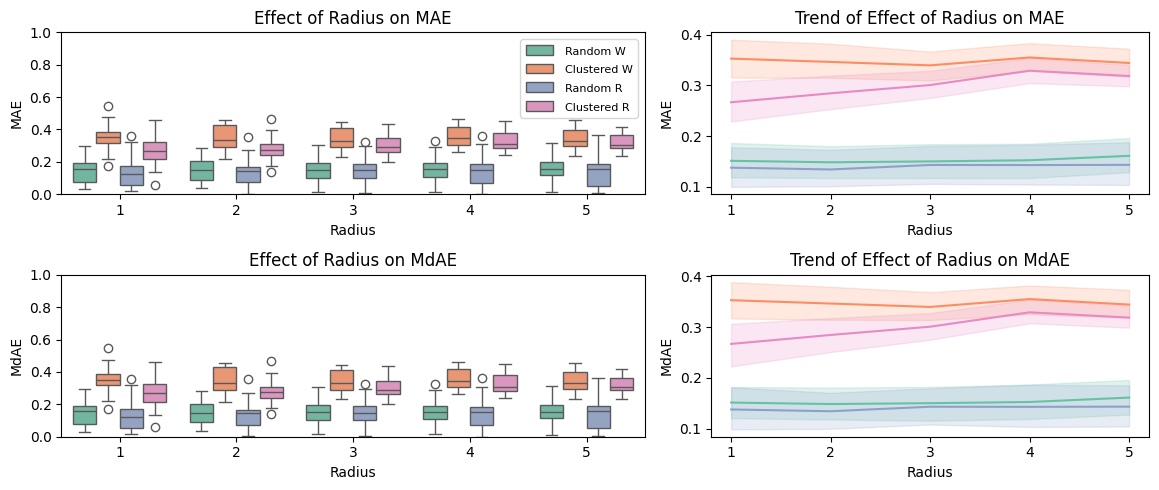 Effect of Radius on MAE
MAE
1.0
0.8
0.6
0.4
0.2
0.0
Random W
Clustered W
Random R
Clustered R
1 2 3 4 5
Radius
Trend of Effect of Radius on MAE
MAE
0.4
0.3
0.2
0.1
1 2 3 4 5
Radius
Effect of Radius on MdAE
MdAE
1.0
0.8
0.6
0.4
0.2
0.0
1 2 3 4 5
Radius
Trend of Effect of Radius on MdAE
MdAE
0.4
0.3
0.2
0.1
1 2 3 4 5
Radius